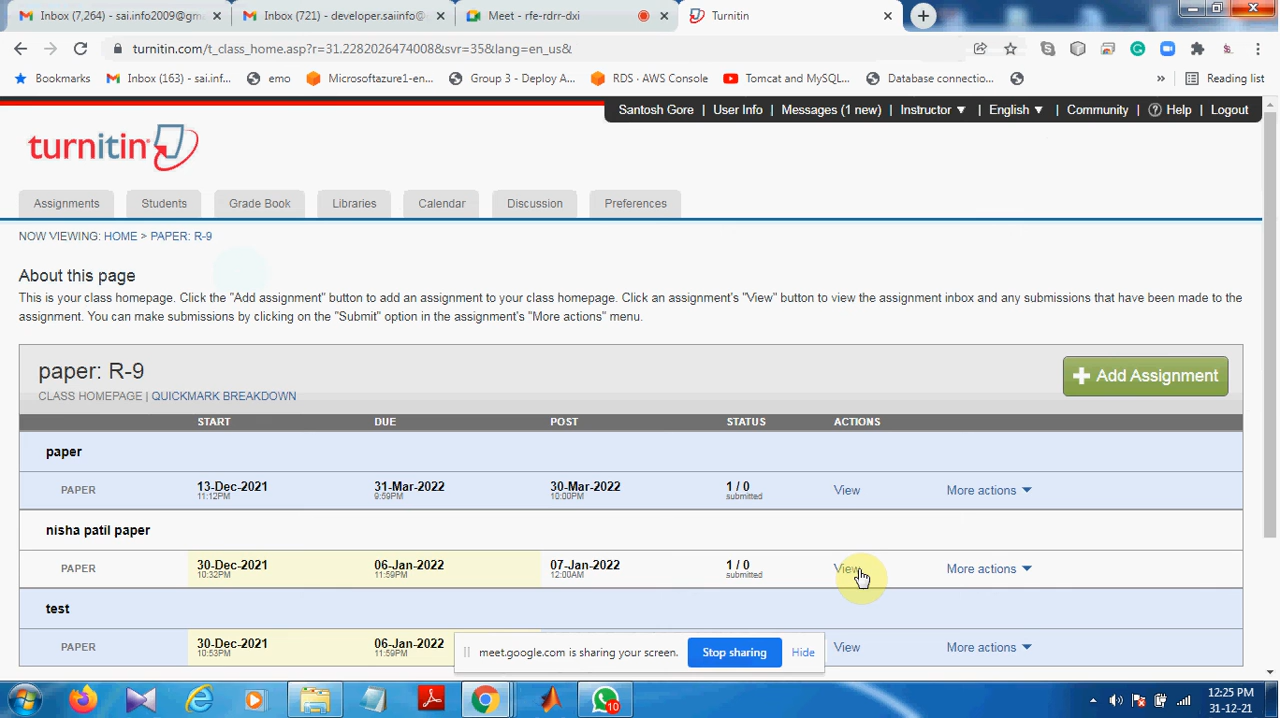 Inbox (7,264) - sai.info2009@gm
Inbox (721) - developer.saiinfo@
Meet - rfe-rdrr-dxi
Turnitin
turnitin.com/t_class_home.asp?r=31.2282026474008&svr=35&lang=en_us&
Bookmarks
Inbox (163) - sai.inf...
emo
Microsoftazure1-en...
Group 3 - Deploy A...
RDS · AWS Console
Tomcat and MySQL...
Database connectio...
»
Reading list
Santosh Gore | User Info | Messages (1 new) | Instructor ▼ | English ▼ | Community | ? Help | Logout
turnitin
Assignments
Students
Grade Book
Libraries
Calendar
Discussion
Preferences
NOW VIEWING: HOME > PAPER: R-9
About this page
This is your class homepage. Click the "Add assignment" button to add an assignment to your class homepage. Click an assignment's "View" button to view the assignment inbox and any submissions that have been made to the
assignment. You can make submissions by clicking on the "Submit" option in the assignment's "More actions" menu.
paper: R-9
Add Assignment
CLASS HOMEPAGE | QUICKMARK BREAKDOWN
START DUE POST STATUS ACTIONS
paper
PAPER 13-Dec-2021 31-Mar-2022 30-Mar-2022 1 / 0 View More actions ▼
11:12PM 9:59PM 10:00PM submitted
nisha patil paper
PAPER 30-Dec-2021 06-Jan-2022 07-Jan-2022 1 / 0 View More actions ▼
10:32PM 11:59PM 12:00AM submitted
test
PAPER 30-Dec-2021 06-Jan-2022 View More actions ▼
10:53PM 11:59PM
meet.google.com is sharing your screen.
Stop sharing
Hide
10
12:25 PM
31-12-21